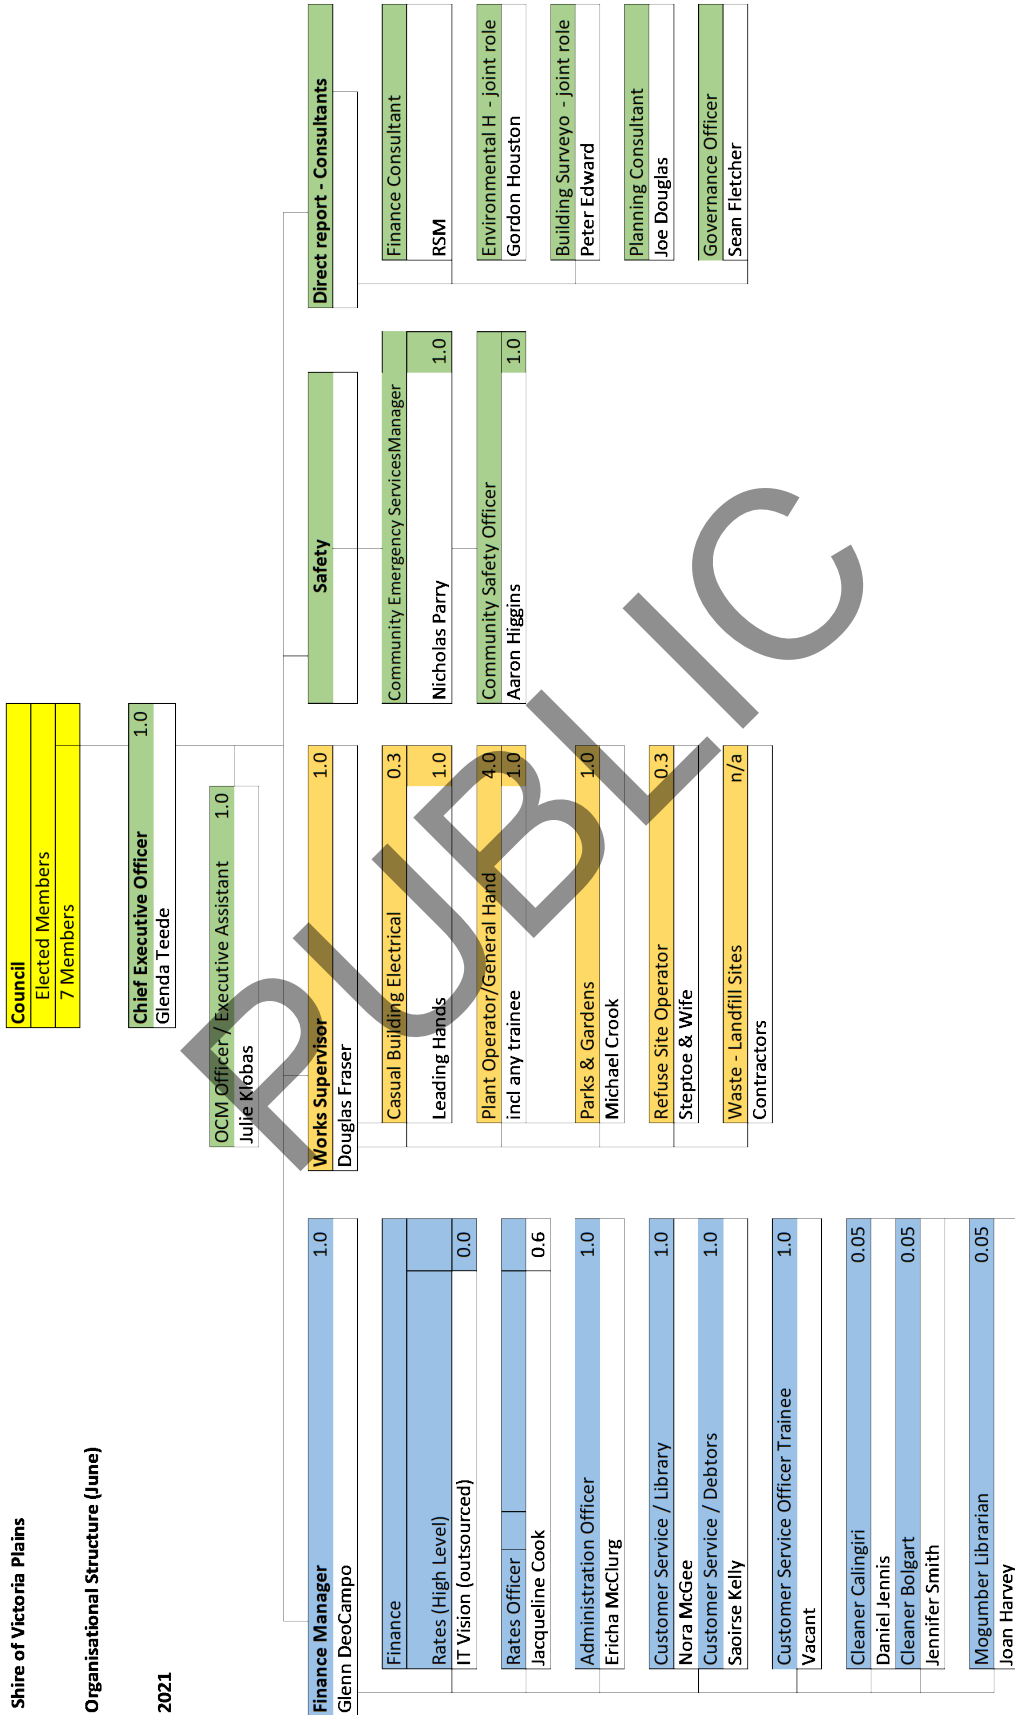 Shire of Victoria Plains
Organisational Structure (June)
2021
Council
Elected Members
7 Members
Chief Executive Officer 1.0
Glenda Teede
OCM Officer / Executive Assistant 1.0
Julie Klobas
Finance Manager 1.0
Glenn DeoCampo
Finance
Rates (High Level)
IT Vision (outsourced) 0.0
Rates Officer
Jacqueline Cook 0.6
Administration Officer 1.0
Ericha McClurg
Customer Service / Library 1.0
Nora McGee
Customer Service / Debtors 1.0
Saoirse Kelly
Customer Service Officer Trainee 1.0
Vacant
Cleaner Calingiri 0.05
Daniel Jennis
Cleaner Bolgart 0.05
Jennifer Smith
Mogumber Librarian 0.05
Joan Harvey
Works Supervisor 1.0
Douglas Fraser
Casual Building Electrical 0.3
Leading Hands 1.0
Plant Operator/General Hand 4.0
incl any trainee 1.0
Parks & Gardens 1.0
Michael Crook
Refuse Site Operator 0.3
Steptoe & Wife
Waste - Landfill Sites n/a
Contractors
Safety
Community Emergency ServicesManager
Nicholas Parry 1.0
Community Safety Officer
Aaron Higgins 1.0
Direct report - Consultants
Finance Consultant
RSM
Environmental H - joint role
Gordon Houston
Building Surveyo - joint role
Peter Edward
Planning Consultant
Joe Douglas
Governance Officer
Sean Fletcher
PUBLIC